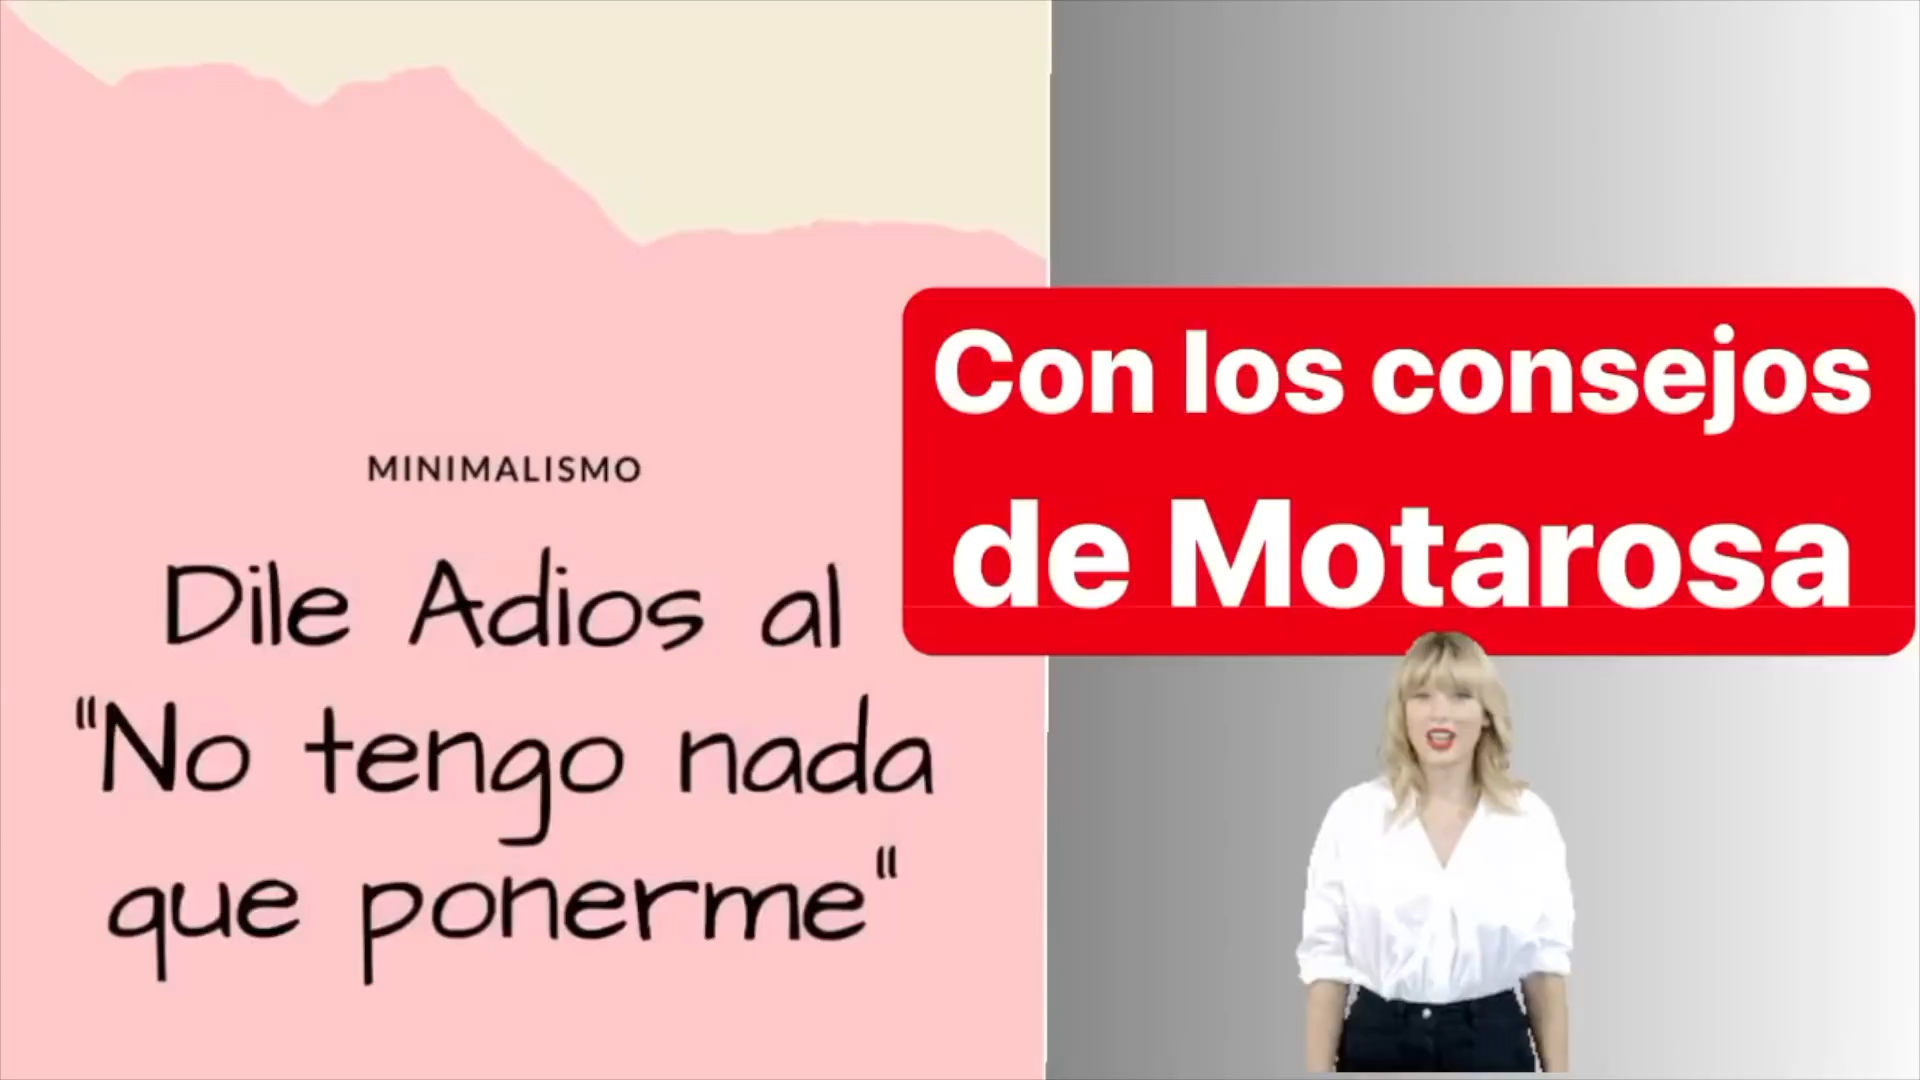 MINIMALISMO
Dile Adios al
"No tengo nada
que ponerme"
Con los consejos
de Motarosa